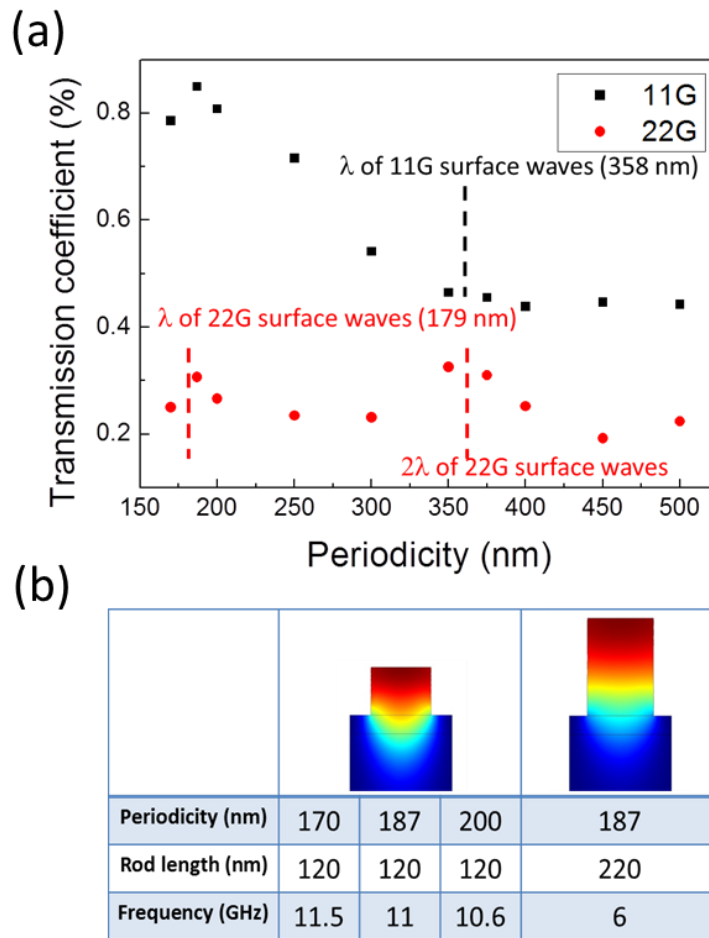 (a)
0.8
0.6
0.4
0.2
Transmission coefficient (%)
11G
22G
λ of 11G surface waves (358 nm)
λ of 22G surface waves (179 nm)
2λ of 22G surface waves
150 200 250 300 350 400 450 500
Periodicity (nm)
(b)
Periodicity (nm) 170 187 200 187
Rod length (nm) 120 120 120 220
Frequency (GHz) 11.5 11 10.6 6